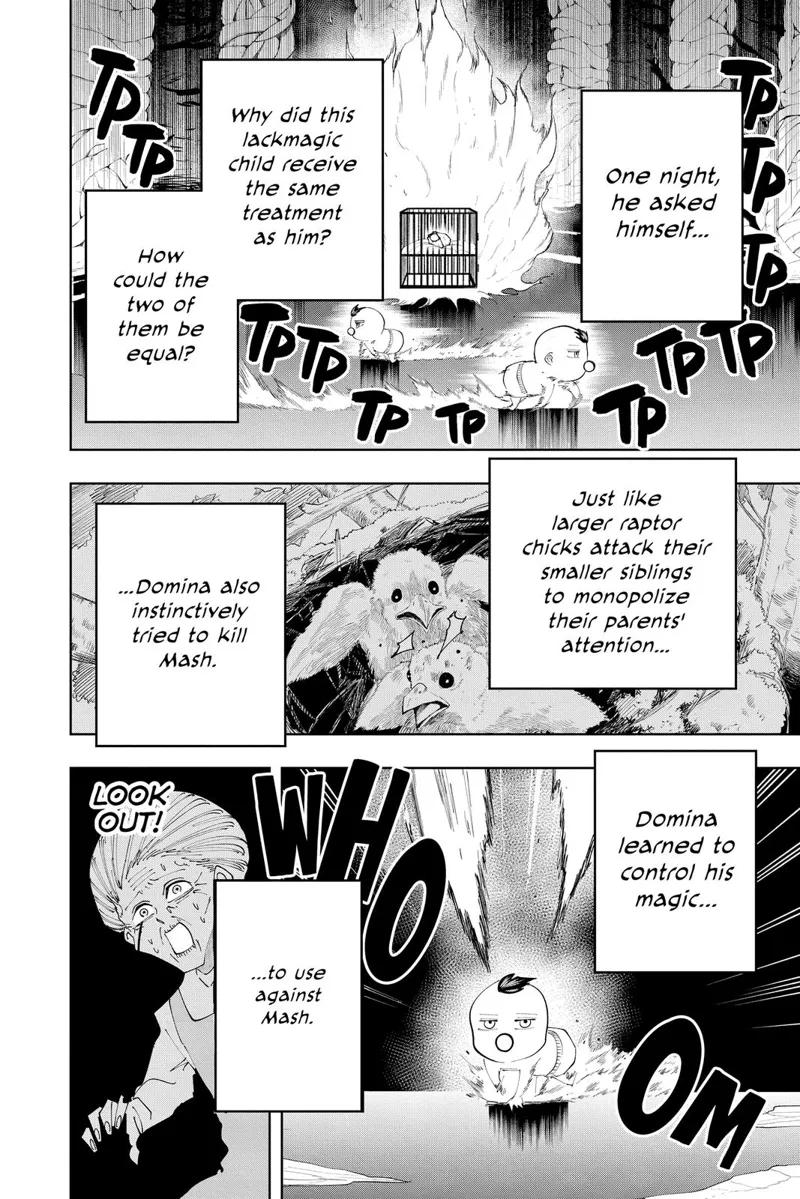 One night,
he asked
himself...
Why did this
lackmagic
child receive
the same
treatment
as him?
How
could the
two of
them be
equal?
TP
TP
TP
TP
TP
TP
TP
TP
TP
TP
TP
TP
TP
Just like
larger raptor
chicks attack their
smaller siblings
to monopolize
their parents'
attention...
...Domina also
instinctively
tried to kill
Mash.
Domina
learned to
control his
magic...
WHO
OM
LOOK
OUT!
...to use
against
Mash.